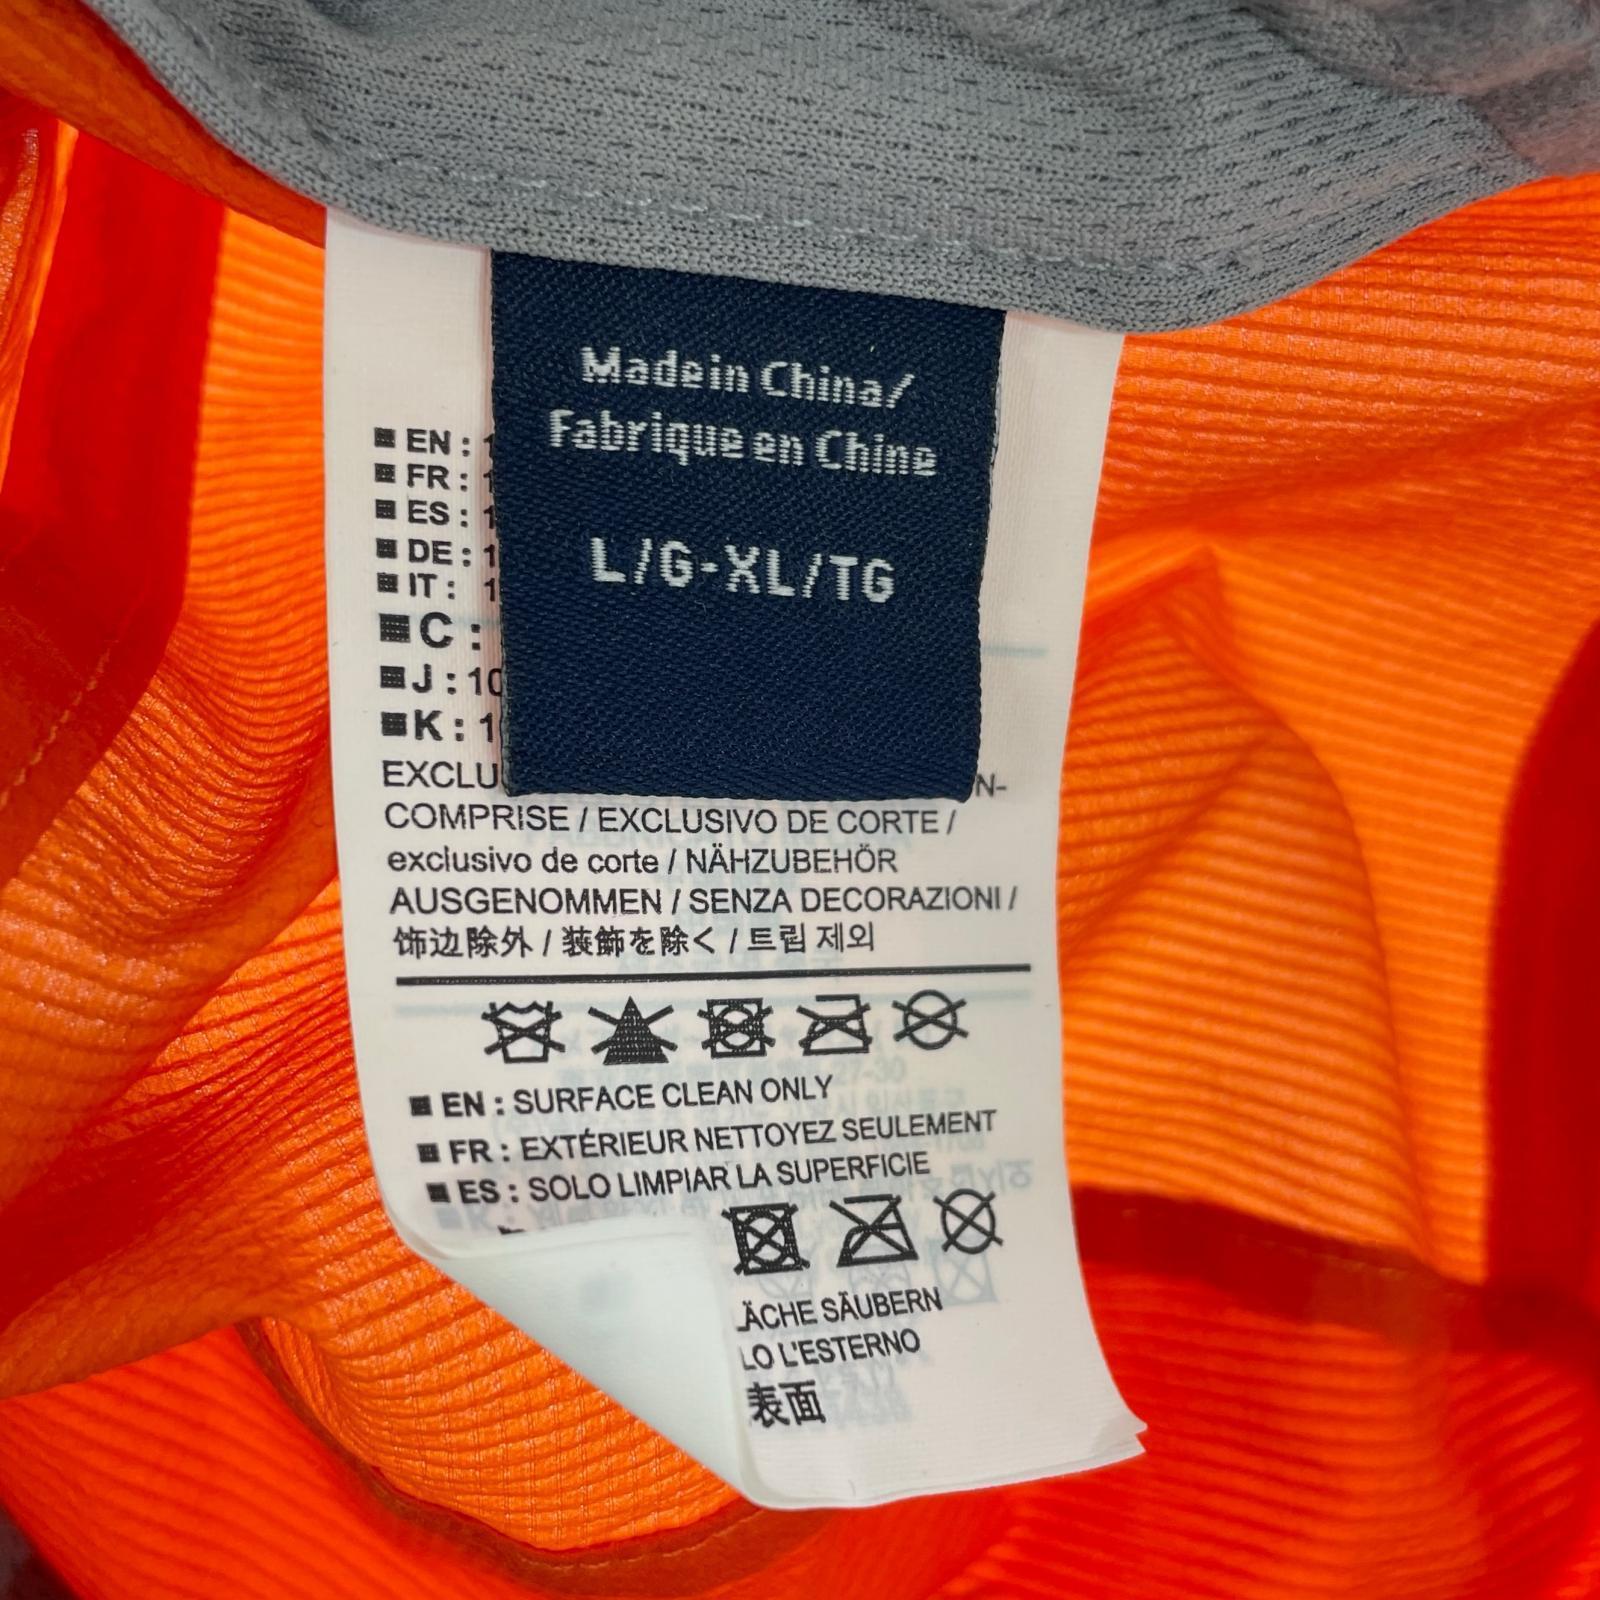 Made in China/
Fabrique en Chine
L/G-XL/TG
EN :
FR :
ES :
DE :
IT :
C :
J :
K :
COMPRISE / EXCLUSIVO DE CORTE /
exclusivo de corte / NÄHZUBEHÖR
AUSGENOMMEN / SENZA DECORAZIONI /
饰边除外 / 装飾を除く / 트림 제외
EN : SURFACE CLEAN ONLY
FR : EXTÉRIEUR NETTOYEZ SEULEMENT
ES : SOLO LIMPIAR LA SUPERFICIE
SÄUBERN
L'ESTERNO
表面